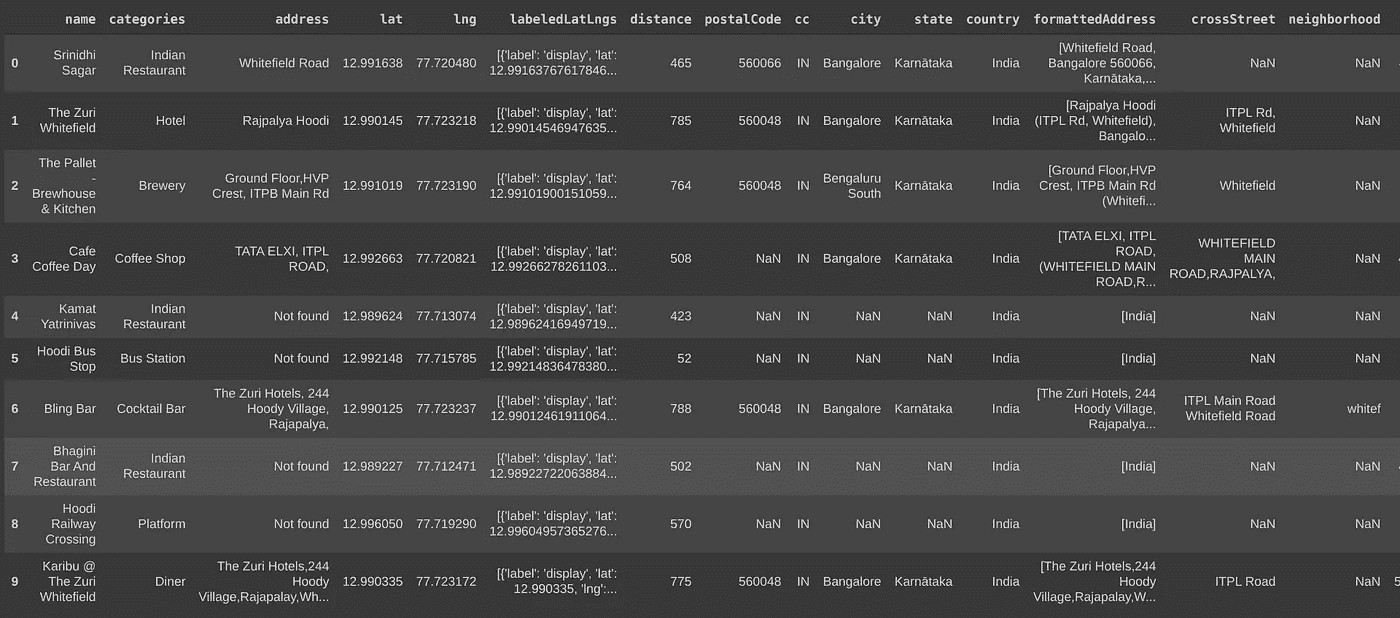 name categories address lat lng labeledLatLngs distance postalCode cc city state country formattedAddress crossStreet neighborhood
0 Srinidhi Sagar Indian Restaurant Whitefield Road 12.991638 77.720480 [{'label': 'display', 'lat': 12.99163767617846... 465 560066 IN Bangalore Karnātaka India [Whitefield Road, Bangalore 560066, Karnātaka,... NaN NaN
1 The Zuri Whitefield Hotel Rajpalya Hoodi 12.990145 77.723218 [{'label': 'display', 'lat': 12.99014546947635... 785 560048 IN Bangalore Karnātaka India [Rajpalya Hoodi (ITPL Rd, Whitefield), Bangalo... ITPL Rd, Whitefield NaN
2 The Pallet - Brewhouse & Kitchen Brewery Ground Floor,HVP Crest, ITPB Main Rd 12.991019 77.723190 [{'label': 'display', 'lat': 12.99101900151059... 764 560048 IN Bengaluru South Karnātaka India [Ground Floor,HVP Crest, ITPB Main Rd (Whitefi... Whitefield NaN
3 Cafe Coffee Day Coffee Shop TATA ELXI, ITPL ROAD, 12.992663 77.720821 [{'label': 'display', 'lat': 12.99266278261103... 508 NaN IN Bangalore Karnātaka India [TATA ELXI, ITPL ROAD, (WHITEFIELD MAIN ROAD,R... WHITEFIELD MAIN ROAD,RAJPALYA, NaN
4 Kamat Yatrinivas Indian Restaurant Not found 12.989624 77.713074 [{'label': 'display', 'lat': 12.98962416949719... 423 NaN IN NaN NaN India [India] NaN NaN
5 Hoodi Bus Stop Bus Station Not found 12.992148 77.715785 [{'label': 'display', 'lat': 12.99214836478380... 52 NaN IN NaN NaN India [India] NaN NaN
6 Bling Bar Cocktail Bar The Zuri Hotels, 244 Hoody Village, Rajapalya, 12.990125 77.723237 [{'label': 'display', 'lat': 12.99012461911064... 788 560048 IN Bangalore Karnātaka India [The Zuri Hotels, 244 Hoody Village, Rajapalya... ITPL Main Road Whitefield Road whitef
7 Bhagini Bar And Restaurant Indian Restaurant Not found 12.989227 77.712471 [{'label': 'display', 'lat': 12.98922722063884... 502 NaN IN NaN NaN India [India] NaN NaN
8 Hoodi Railway Crossing Platform Not found 12.996050 77.719290 [{'label': 'display', 'lat': 12.99604957365276... 570 NaN IN NaN NaN India [India] NaN NaN
9 Karibu @ The Zuri Whitefield Diner The Zuri Hotels,244 Hoody Village,Rajapalay,Wh... 12.990335 77.723172 [{'label': 'display', 'lat': 12.990335, 'lng':... 775 560048 IN Bangalore Karnātaka India [The Zuri Hotels,244 Hoody Village,Rajapalay,W... ITPL Road NaN